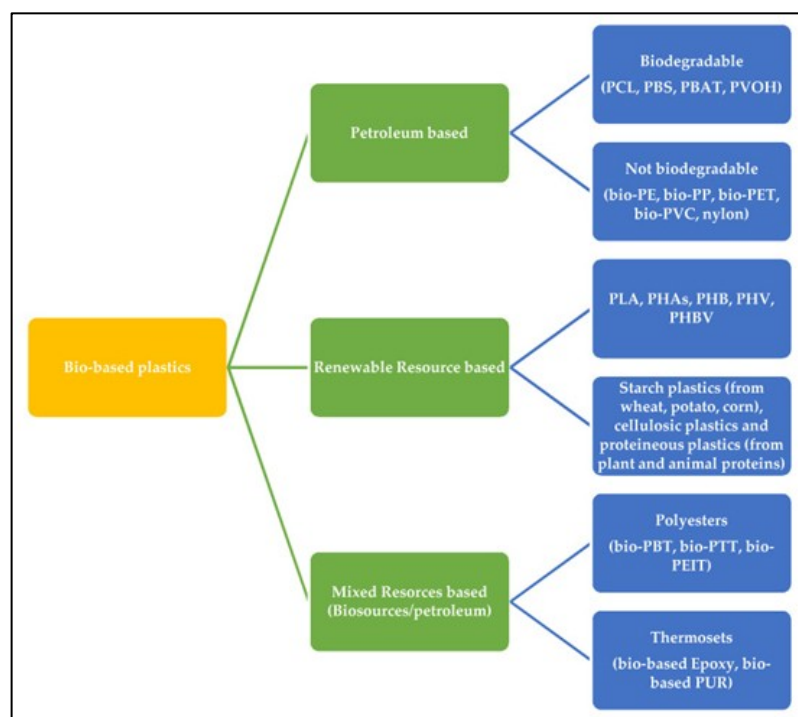 Biodegradable
(PCL, PBS, PBAT, PVOH)
Petroleum based
Not biodegradable
(bio-PE, bio-PP, bio-PET,
bio-PVC, nylon)
PLA, PHAs, PHB, PHV,
PHBV
Bio-based plastics
Renewable Resource based
Starch plastics (from
wheat, potato, corn),
cellulosic plastics and
proteineous plastics (from
plant and animal proteins)
Polyesters
(bio-PBT, bio-PTT, bio-
PEIT)
Mixed Resorces based
(Biosources/petroleum)
Thermosets
(bio-based Epoxy, bio-
based PUR)